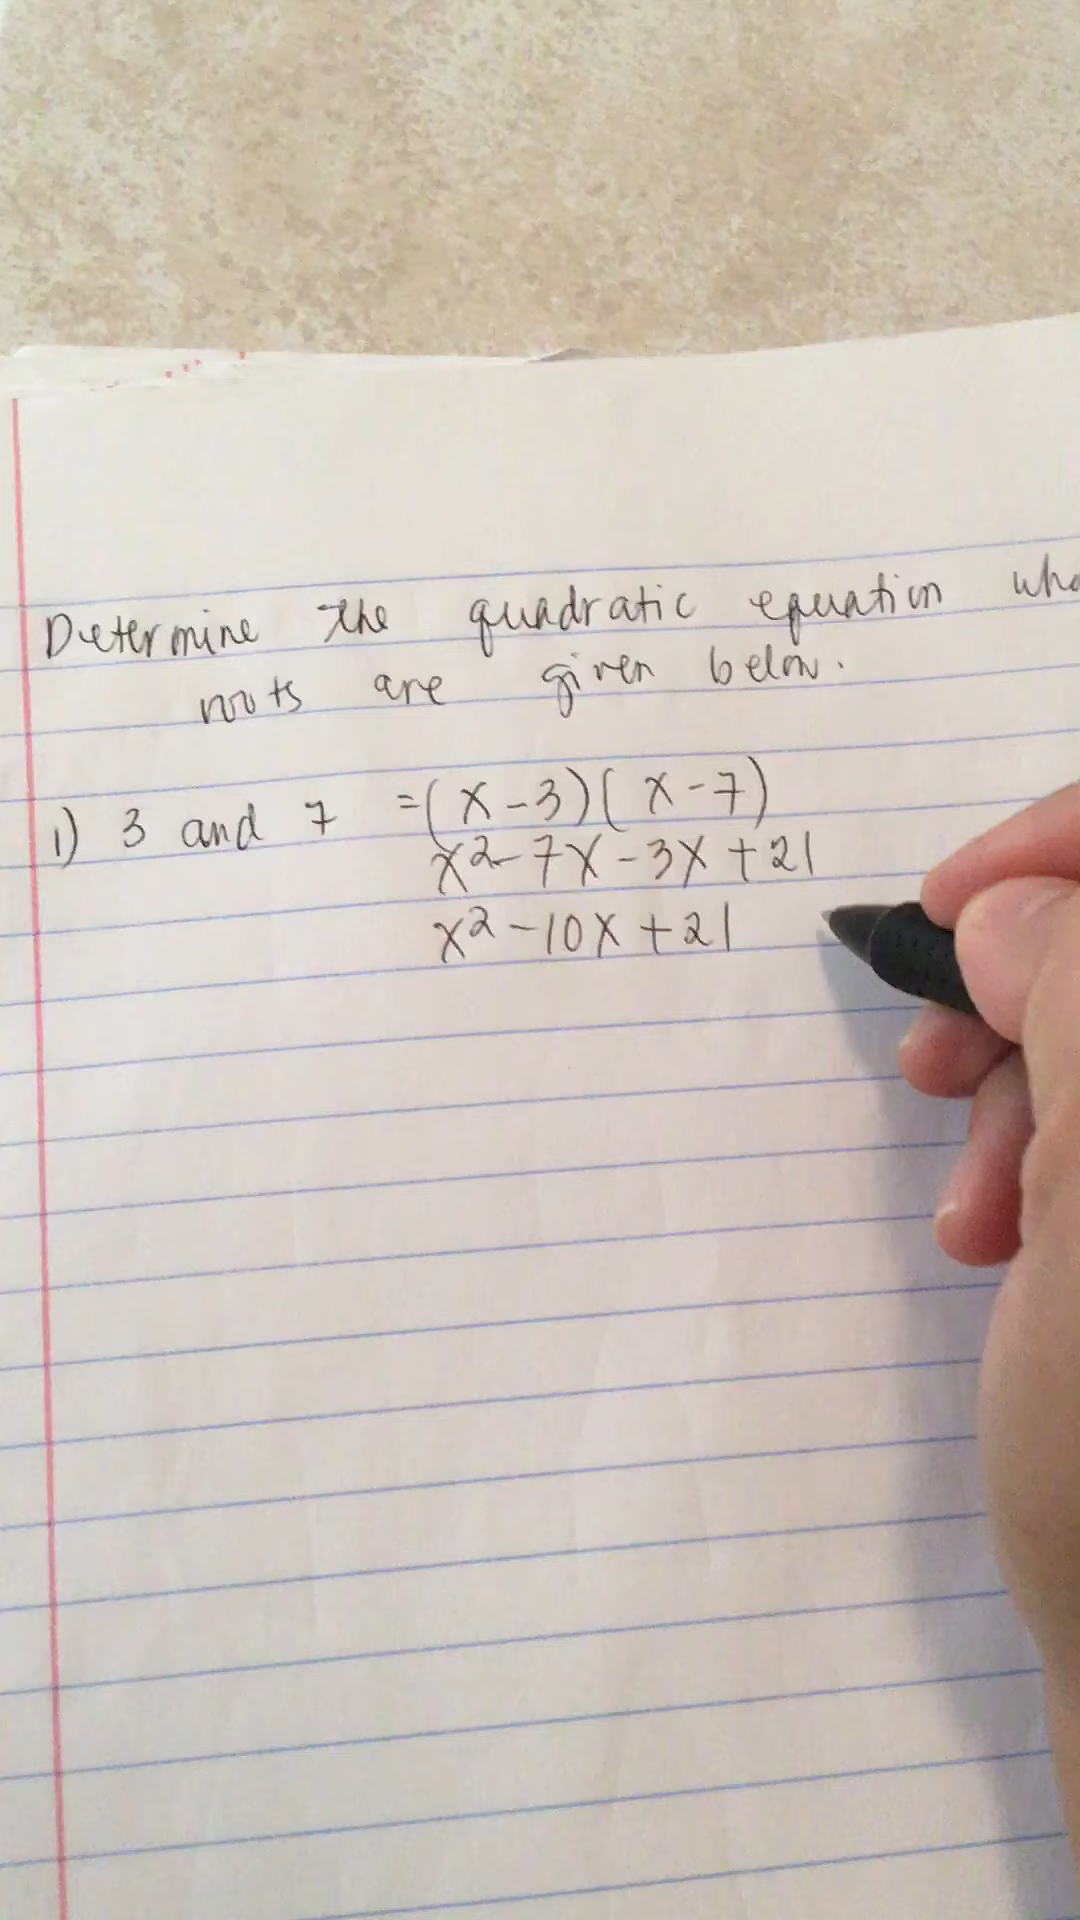 Determine the quadratic equation
roots are given below.
1) 3 and 7 =(x-3)(x-7)
x2-7x-3x+21
x2-10x+21